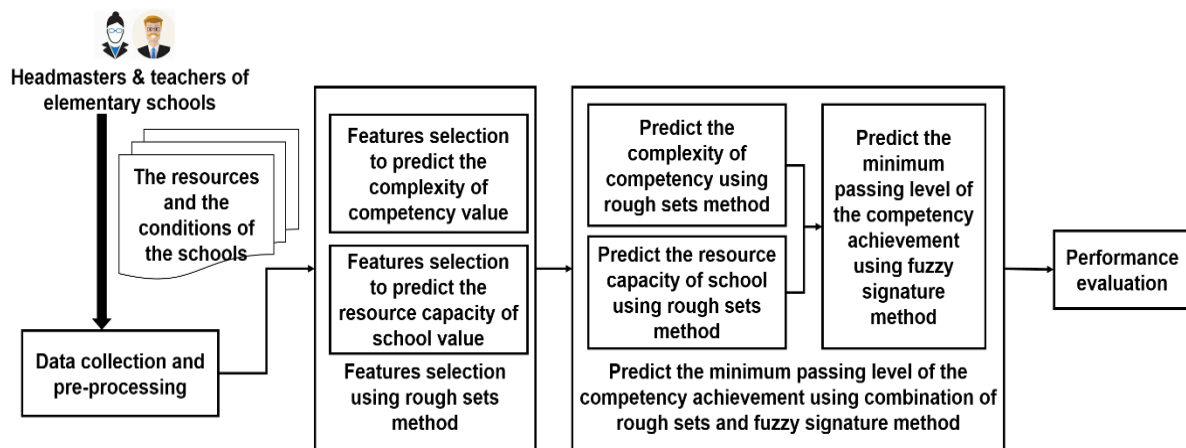 Headmasters & teachers of
elementary schools
The resources
and the
conditions of
the schools
Data collection and
pre-processing
Features selection
to predict the
complexity of
competency value
Features selection
to predict the
resource capacity of
school value
Features selection
using rough sets
method
Predict the
complexity of
competency using
rough sets method
Predict the resource
capacity of school
using rough sets
method
Predict the
minimum
passing level of
the competency
achievement
using fuzzy
signature
method
Predict the minimum passing level of the
competency achievement using combination of
rough sets and fuzzy signature method
Performance
evaluation